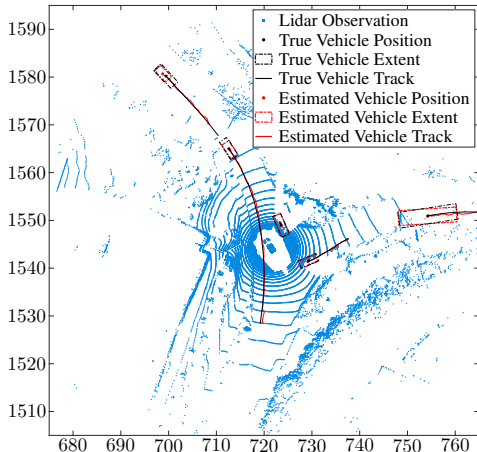 Lidar Observation
True Vehicle Position
True Vehicle Extent
True Vehicle Track
Estimated Vehicle Position
Estimated Vehicle Extent
Estimated Vehicle Track
1590
1580
1570
1560
1550
1540
1530
1520
1510
680 690 700 710 720 730 740 750 760